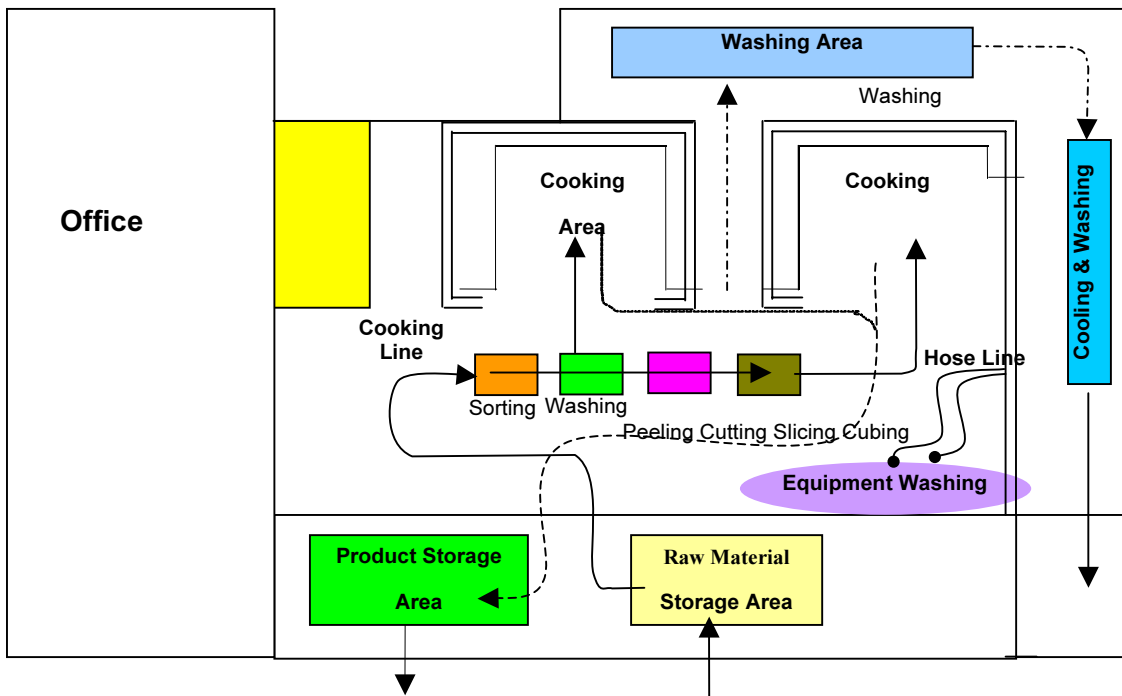 Washing Area
Washing
Cooking
Area
Cooking
Office
Cooling & Washing
Cooking
Line
Hose Line
Sorting
Washing
Peeling Cutting Slicing Cubing
Equipment Washing
Product Storage
Area
Raw Material
Storage Area